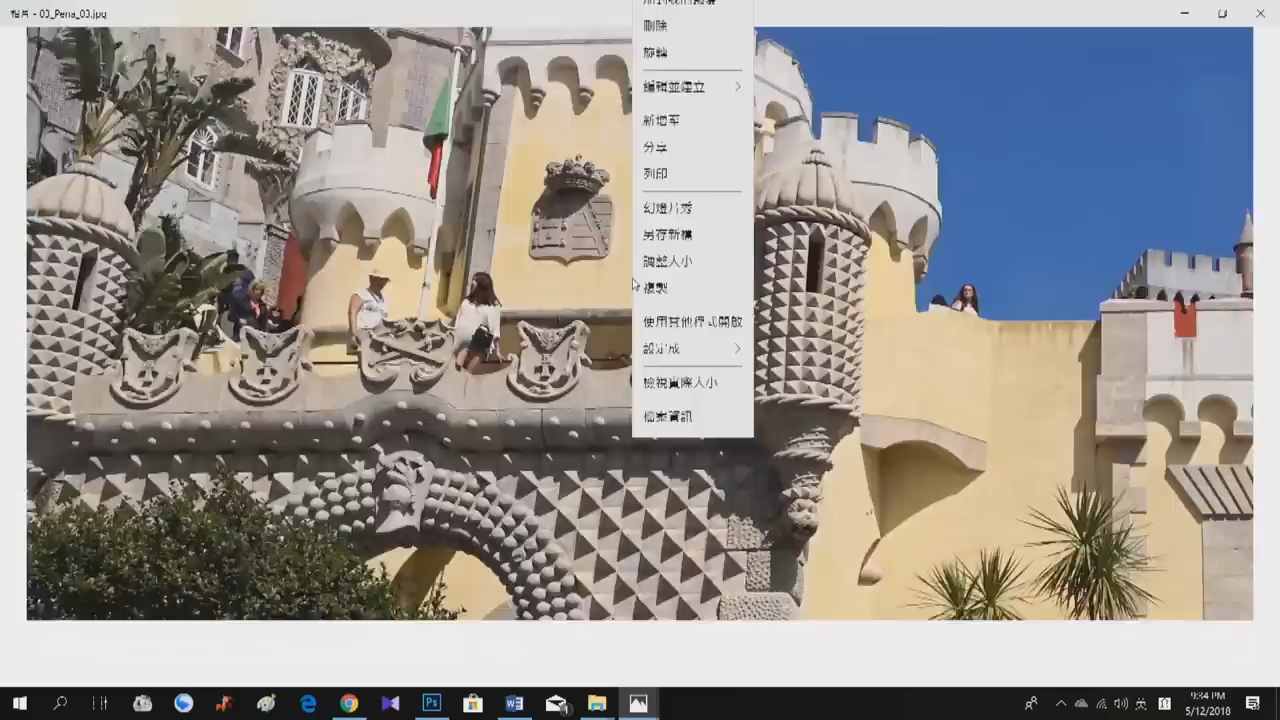 相片 - 03_Pena_03.jpg
刪除
旋轉
編輯並建立
新增至
分享
列印
幻燈片秀
另存新檔
調整大小
複製
使用其他程式開啟
設定成
檢視實際大小
檔案資訊
Ps
英
9:34 PM
5/12/2018